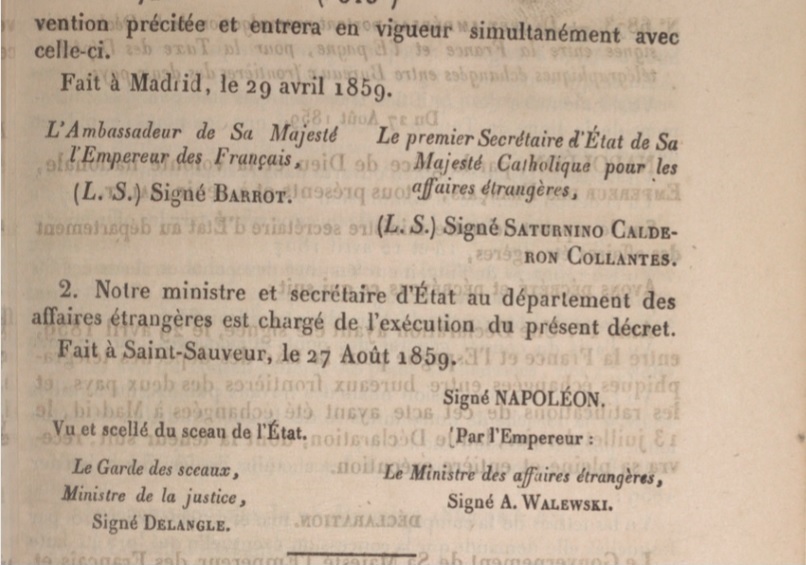 vention précitée et entrera en vigueur simultanément avec
celle-ci.
Fait à Madrid, le 29 avril 1859.
L'Ambassadeur de Sa Majesté
l'Empereur des Français,
(L. S.) Signé BARROT.
Le premier Secrétaire d'État de Sa
Majesté Catholique pour les
affaires étrangères,
(L. S.) Signé SATURNINO CALDE-
RON COLLANTES.
2. Notre ministre et secrétaire d'État au département des
affaires étrangères est chargé de l'exécution du présent décret.
Fait à Saint-Sauveur, le 27 Août 1859.
Signé NAPOLÉON.
Vu et scellé du sceau de l'État.
Le Garde des sceaux,
Ministre de la justice,
Signé DELANGLE.
Par l'Empereur :
Le Ministre des affaires étrangères,
Signé A. WALEWSKI.